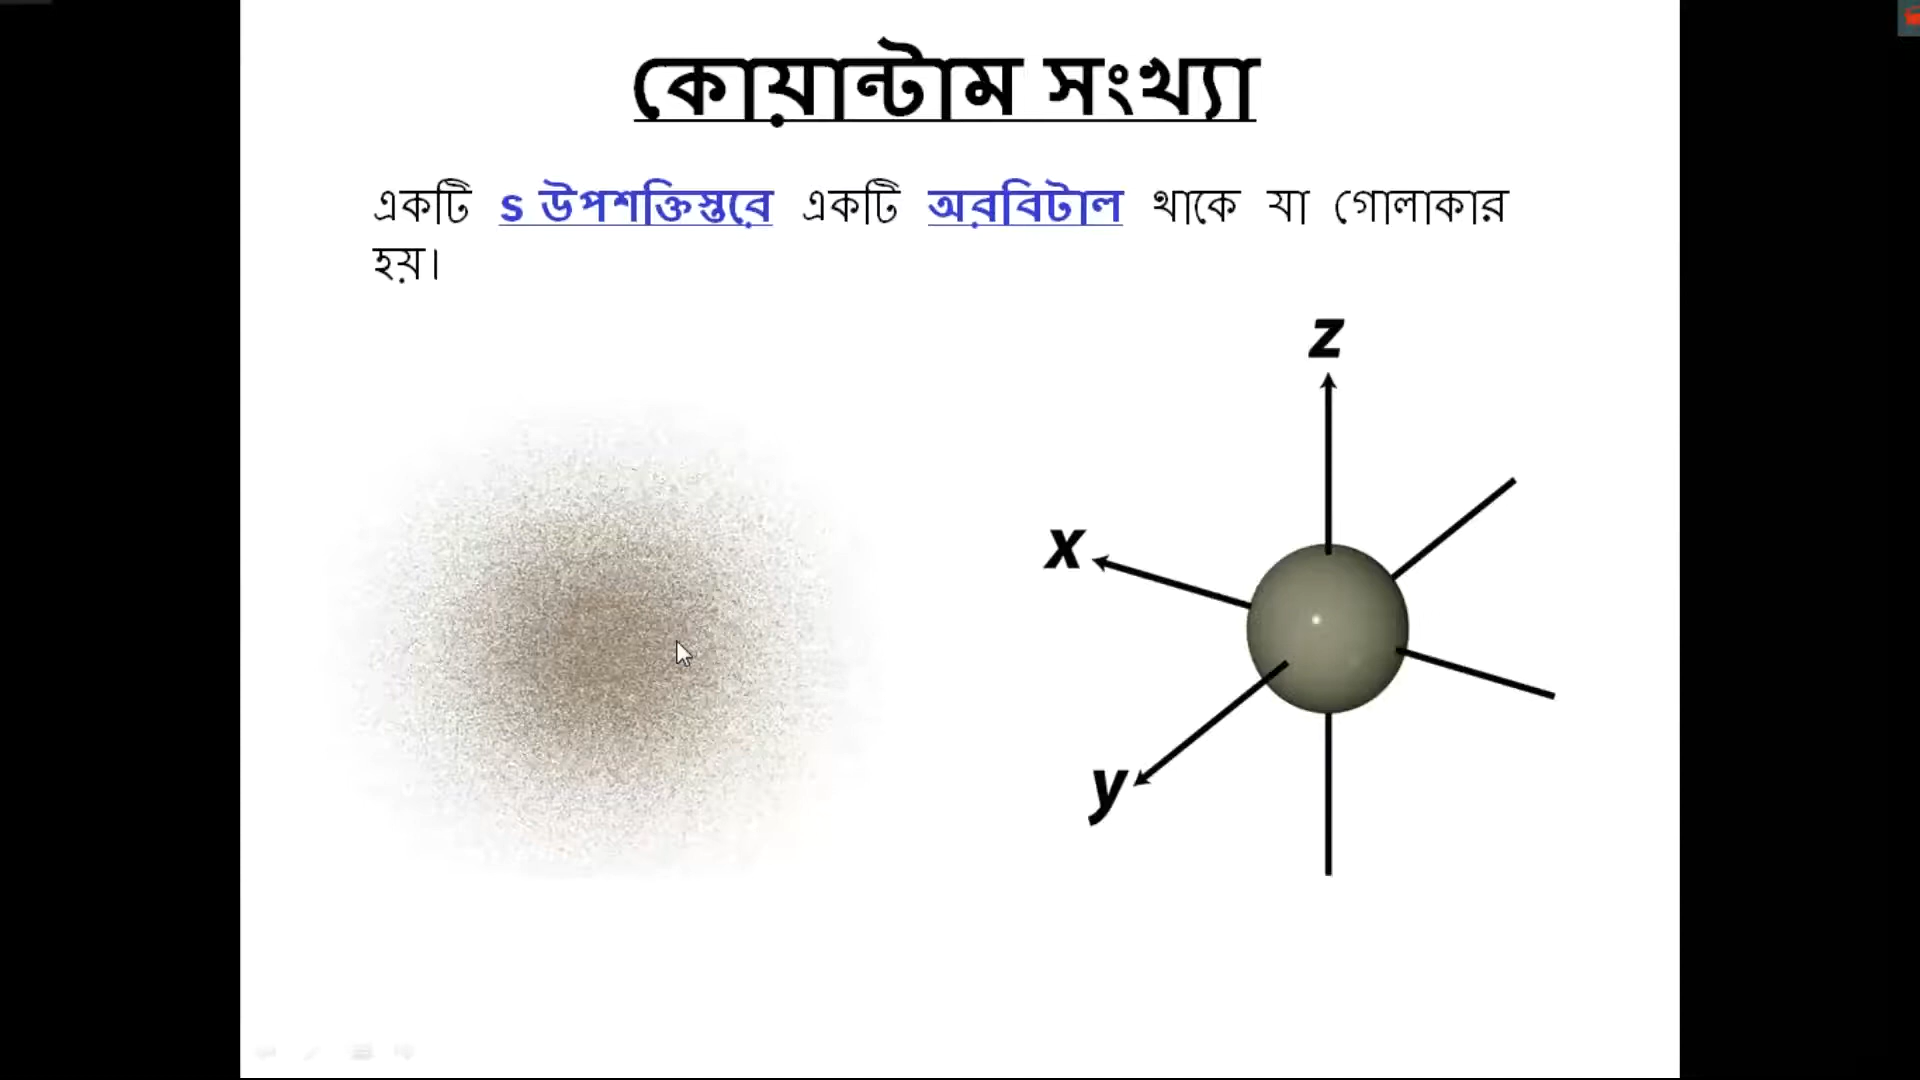 কোয়ান্টাম সংখ্যা
একটি s উপশক্তিস্তরে একটি অরবিটাল থাকে যা গোলাকার
হয়।
z
x
y